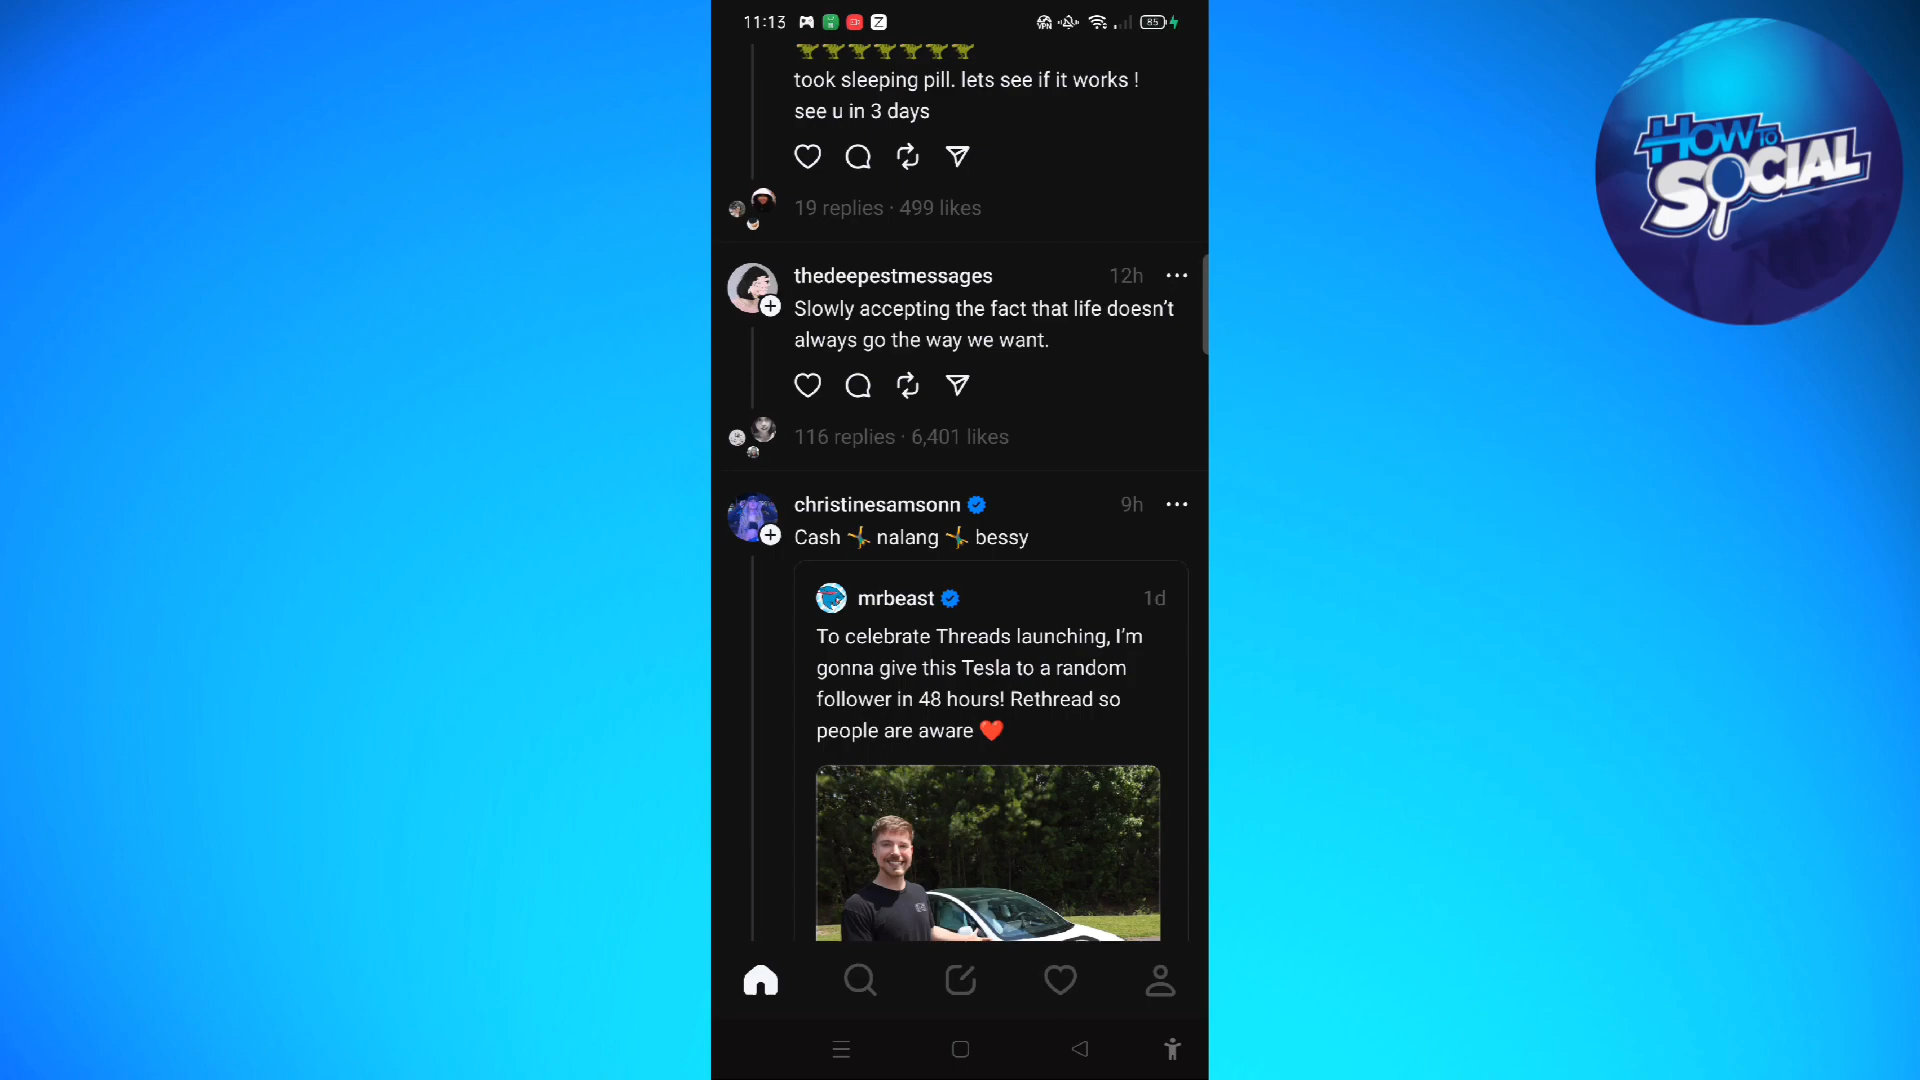 11:13
85
VPN
HOW TO
SOCIAL
took sleeping pill. lets see if it works !
see u in 3 days
19 replies · 499 likes
thedeepestmessages 12h
Slowly accepting the fact that life doesn’t
always go the way we want.
116 replies · 6,401 likes
christinesamsonn 9h
Cash 🤸 nalang 🤸 bessy
mrbeast 1d
To celebrate Threads launching, I’m
gonna give this Tesla to a random
follower in 48 hours! Rethread so
people are aware ❤️